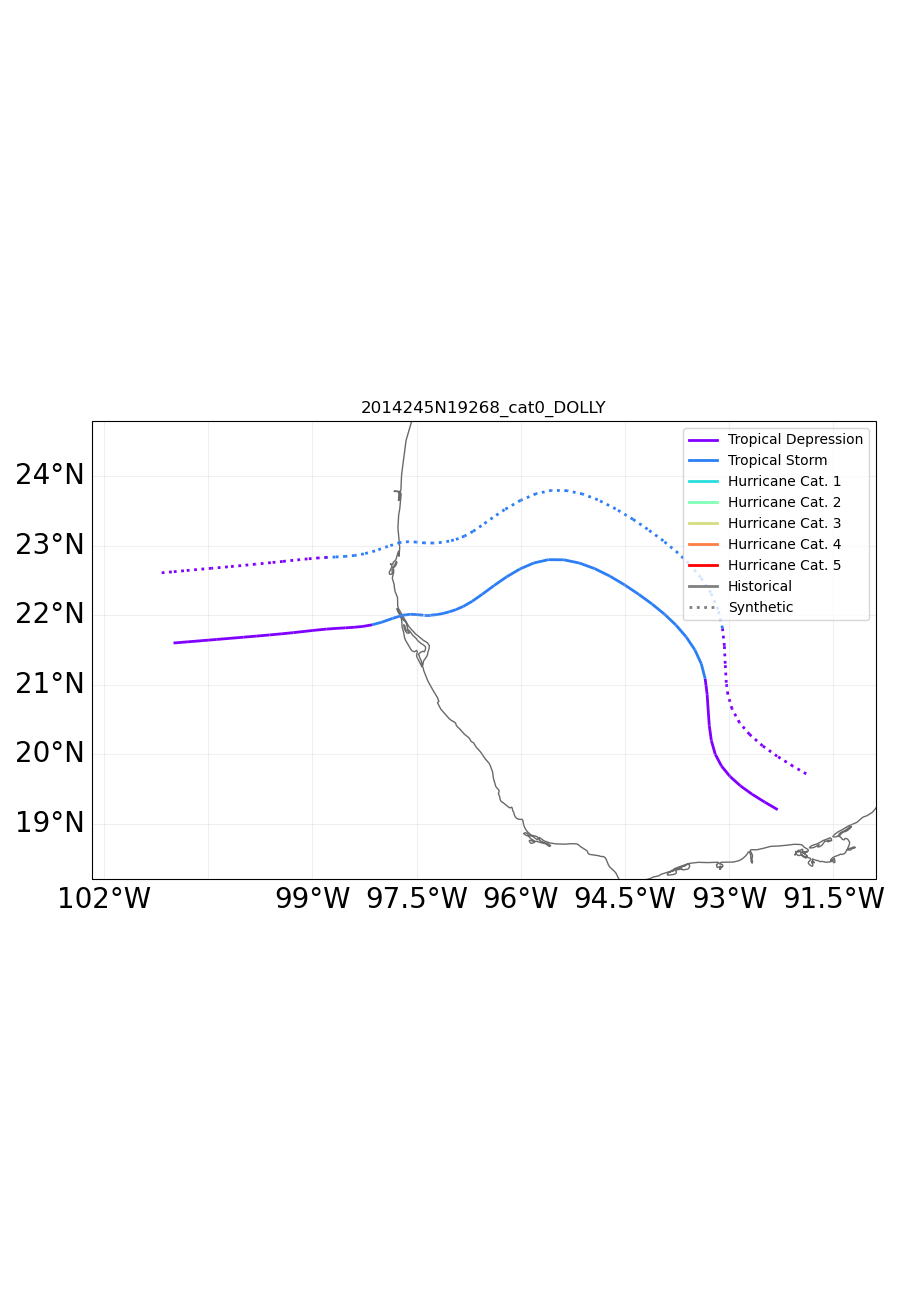 2014245N19268_cat0_DOLLY
Tropical Depression
Tropical Storm
Hurricane Cat. 1
Hurricane Cat. 2
Hurricane Cat. 3
Hurricane Cat. 4
Hurricane Cat. 5
Historical
Synthetic
24°N
23°N
22°N
21°N
20°N
19°N
102°W 99°W 97.5°W 96°W 94.5°W 93°W 91.5°W